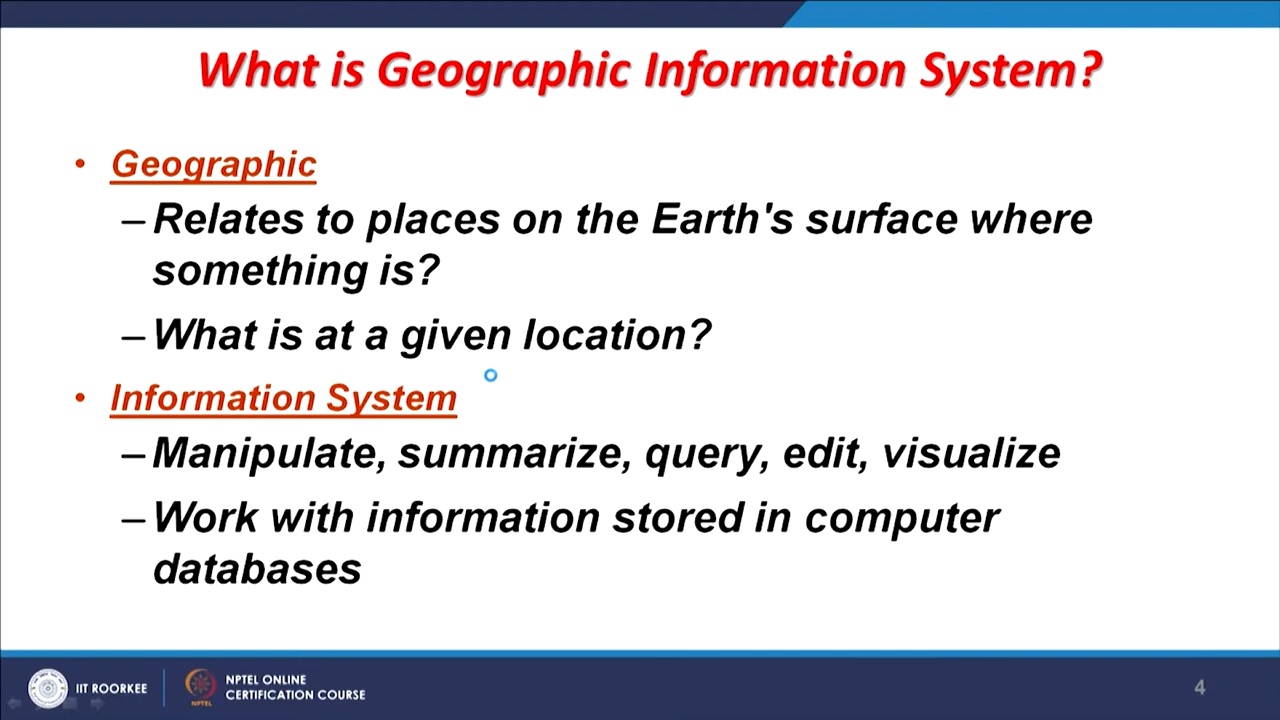 What is Geographic Information System?
• Geographic
– Relates to places on the Earth's surface where
something is?
– What is at a given location?
• Information System
– Manipulate, summarize, query, edit, visualize
– Work with information stored in computer
databases
IIT ROORKEE
NPTEL
NPTEL ONLINE
CERTIFICATION COURSE
4